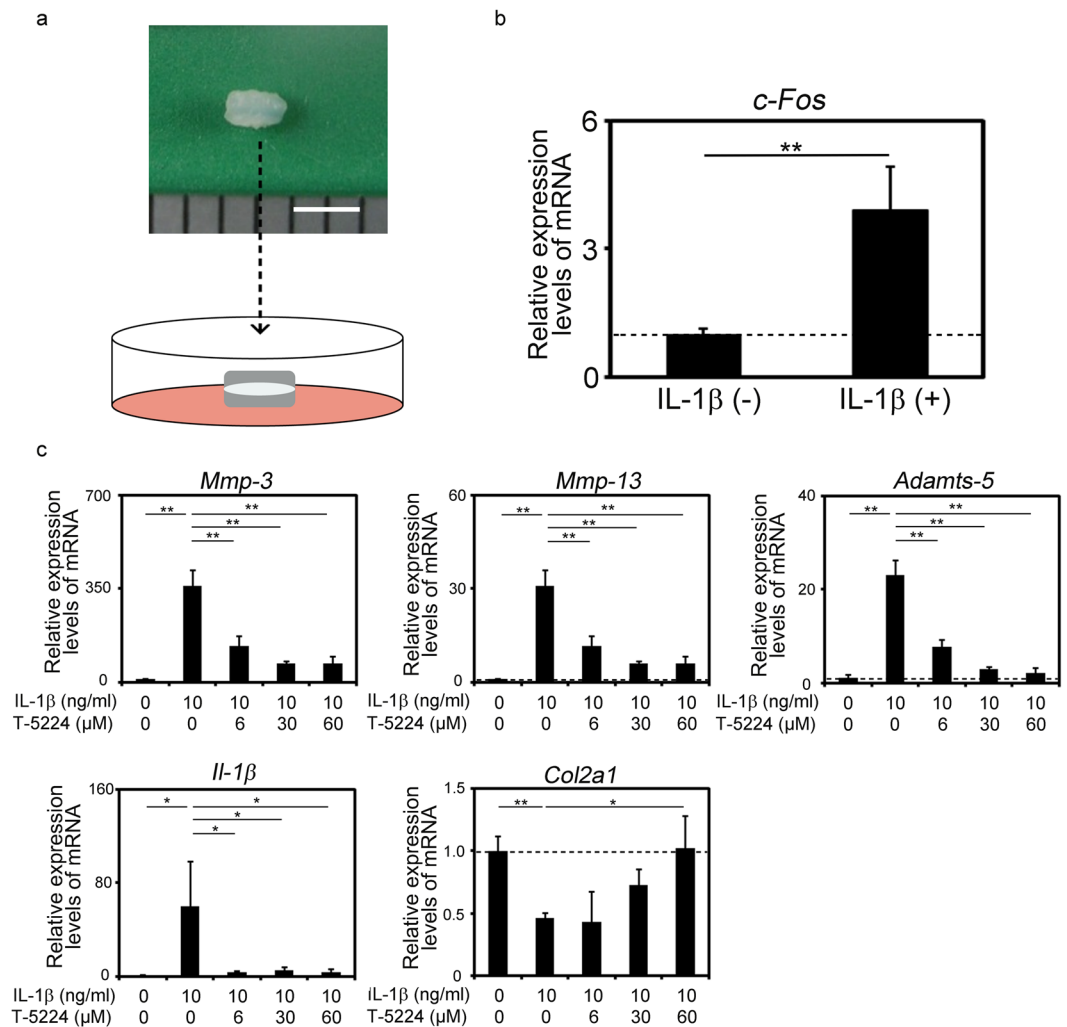 a
b
c-Fos
Relative expression
levels of mRNA
6
3
0
**
IL-1β (-) IL-1β (+)
c
Mmp-3
Relative expression
levels of mRNA
700
350
0
** **
**
**
IL-1β (ng/ml) 0 10 10 10 10
T-5224 (μM) 0 0 6 30 60
Mmp-13
Relative expression
levels of mRNA
60
30
0
** **
**
**
IL-1β (ng/ml) 0 10 10 10 10
T-5224 (μM) 0 0 6 30 60
Adamts-5
Relative expression
levels of mRNA
40
20
0
** **
**
**
IL-1β (ng/ml) 0 10 10 10 10
T-5224 (μM) 0 0 6 30 60
Il-1β
Relative expression
levels of mRNA
160
80
0
* *
*
*
IL-1β (ng/ml) 0 10 10 10 10
T-5224 (μM) 0 0 6 30 60
Col2a1
Relative expression
levels of mRNA
1.5
1.0
0.5
0
** *
iL-1β (ng/ml) 0 10 10 10 10
T-5224 (μM) 0 0 6 30 60